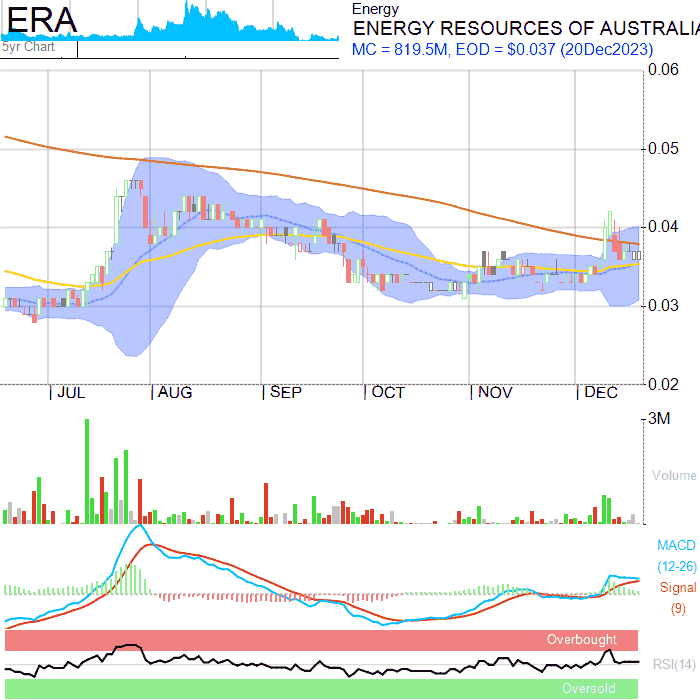 ERA
5yr Chart
Energy
ENERGY RESOURCES OF AUSTRALIA
MC = 819.5M, EOD = $0.037 (20Dec2023)
0.06
0.05
0.04
0.03
0.02
JUL AUG SEP OCT NOV DEC
3M
Volume
MACD
(12-26)
Signal
(9)
Overbought
RSI(14)
Oversold